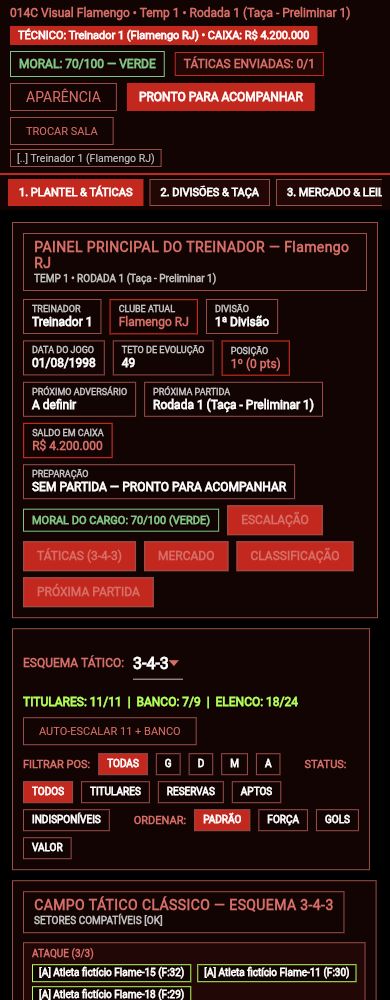 014C Visual Flamengo • Temp 1 • Rodada 1 (Taça - Preliminar 1)
TÉCNICO: Treinador 1 (Flamengo RJ) • CAIXA: R$ 4.200.000
MORAL: 70/100 — VERDE) TÁTICAS ENVIADAS: 0/1
APARÊNCIA PRONTO PARA ACOMPANHAR
TROCAR SALA
[..] Treinador 1 (Flamengo RJ)
1. PLANTEL & TÁTICAS 2. DIVISÕES & TAÇA 3. MERCADO & LEIL
PAINEL PRINCIPAL DO TREINADOR — Flamengo
RJ
TEMP 1 • RODADA 1 (Taça - Preliminar 1)
TREINADOR CLUBE ATUAL DIVISÃO
Treinador 1 Flamengo RJ 1ª Divisão
DATA DO JOGO TETO DE EVOLUÇÃO POSIÇÃO
01/08/1998 49 1º (0 pts)
PRÓXIMO ADVERSÁRIO PRÓXIMA PARTIDA
A definir Rodada 1 (Taça - Preliminar 1)
SALDO EM CAIXA
R$ 4.200.000
PREPARAÇÃO
SEM PARTIDA — PRONTO PARA ACOMPANHAR
MORAL DO CARGO: 70/100 (VERDE) ESCALAÇÃO
TÁTICAS (3-4-3) MERCADO CLASSIFICAÇÃO
PRÓXIMA PARTIDA
ESQUEMA TÁTICO: 3-4-3
TITULARES: 11/11 | BANCO: 7/9 | ELENCO: 18/24
AUTO-ESCALAR 11 + BANCO
FILTRAR POS: TODAS G D M A STATUS:
TODOS TITULARES RESERVAS APTOS
INDISPONÍVEIS ORDENAR: PADRÃO FORÇA GOLS
VALOR
CAMPO TÁTICO CLÁSSICO — ESQUEMA 3-4-3
SETORES COMPATÍVEIS [OK]
ATAQUE (3/3)
[A] Atleta fictício Flame-15 (F:32) [A] Atleta fictício Flame-11 (F:30)
[A] Atleta fictício Flame-18 (F:29)